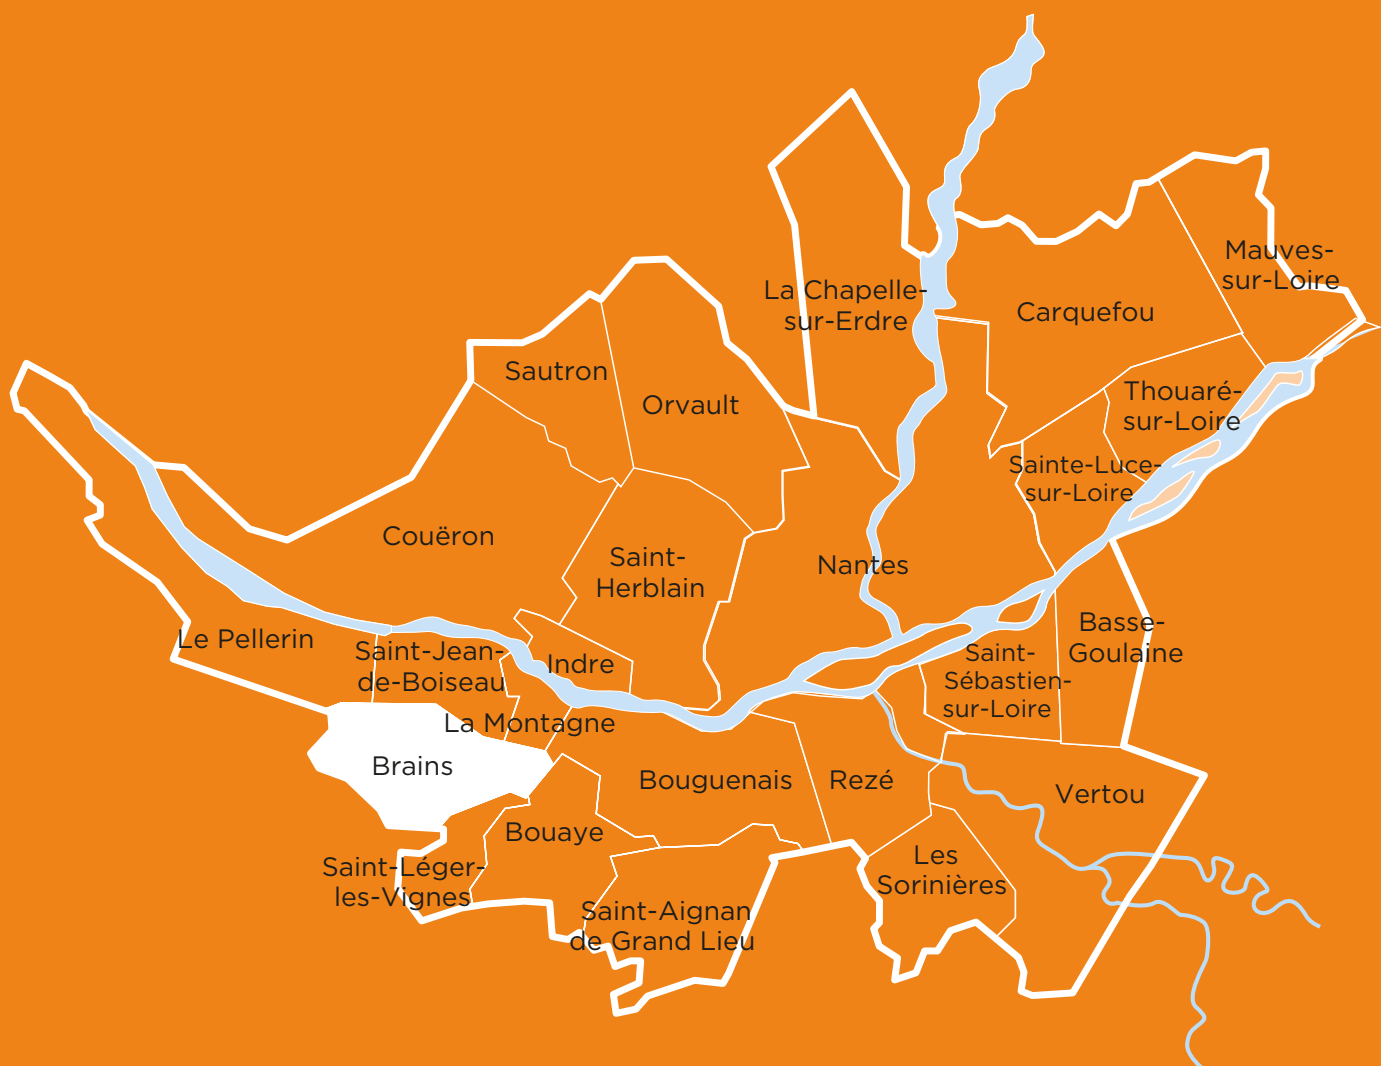 Mauves-
sur-Loire
La Chapelle-
sur-Erdre
Carquefou
Sautron
Orvault
Thouaré-
sur-Loire
Sainte-Luce-
sur-Loire
Couëron
Saint-
Herblain
Nantes
Le Pellerin
Saint-Jean-
de-Boiseau
Indre
Basse-
Goulaine
Saint-
Sébastien-
sur-Loire
La Montagne
Brains
Bouguenais
Rezé
Vertou
Bouaye
Les
Sorinières
Saint-Léger-
les-Vignes
Saint-Aignan
de Grand Lieu